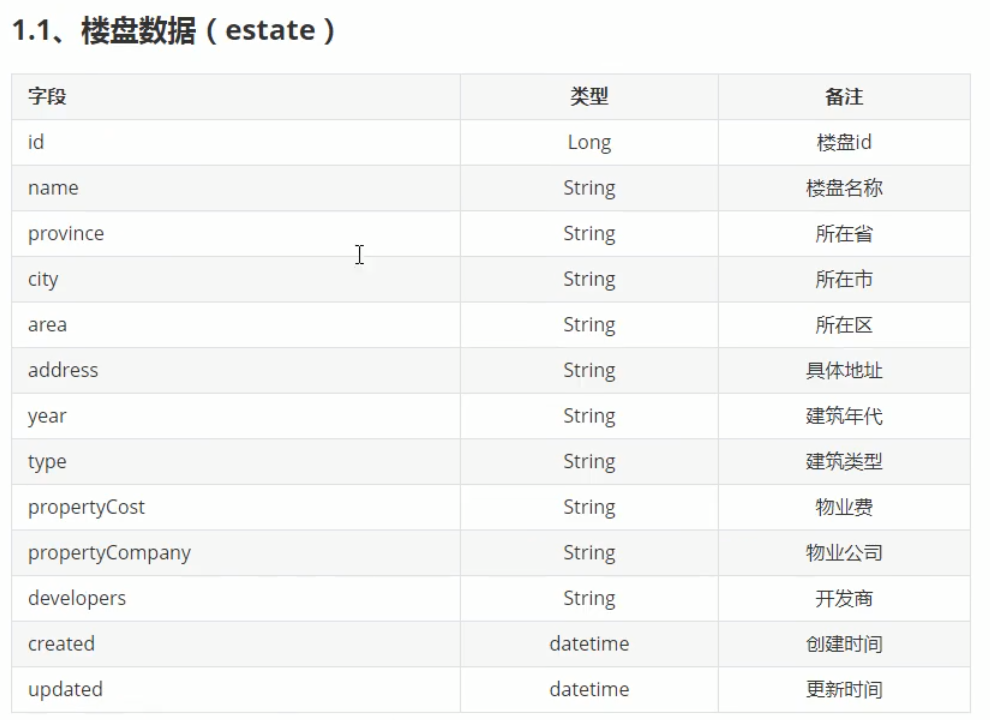 1.1、楼盘数据（estate）
字段 类型 备注
id Long 楼盘id
name String 楼盘名称
province String 所在省
city String 所在市
area String 所在区
address String 具体地址
year String 建筑年代
type String 建筑类型
propertyCost String 物业费
propertyCompany String 物业公司
developers String 开发商
created datetime 创建时间
updated datetime 更新时间